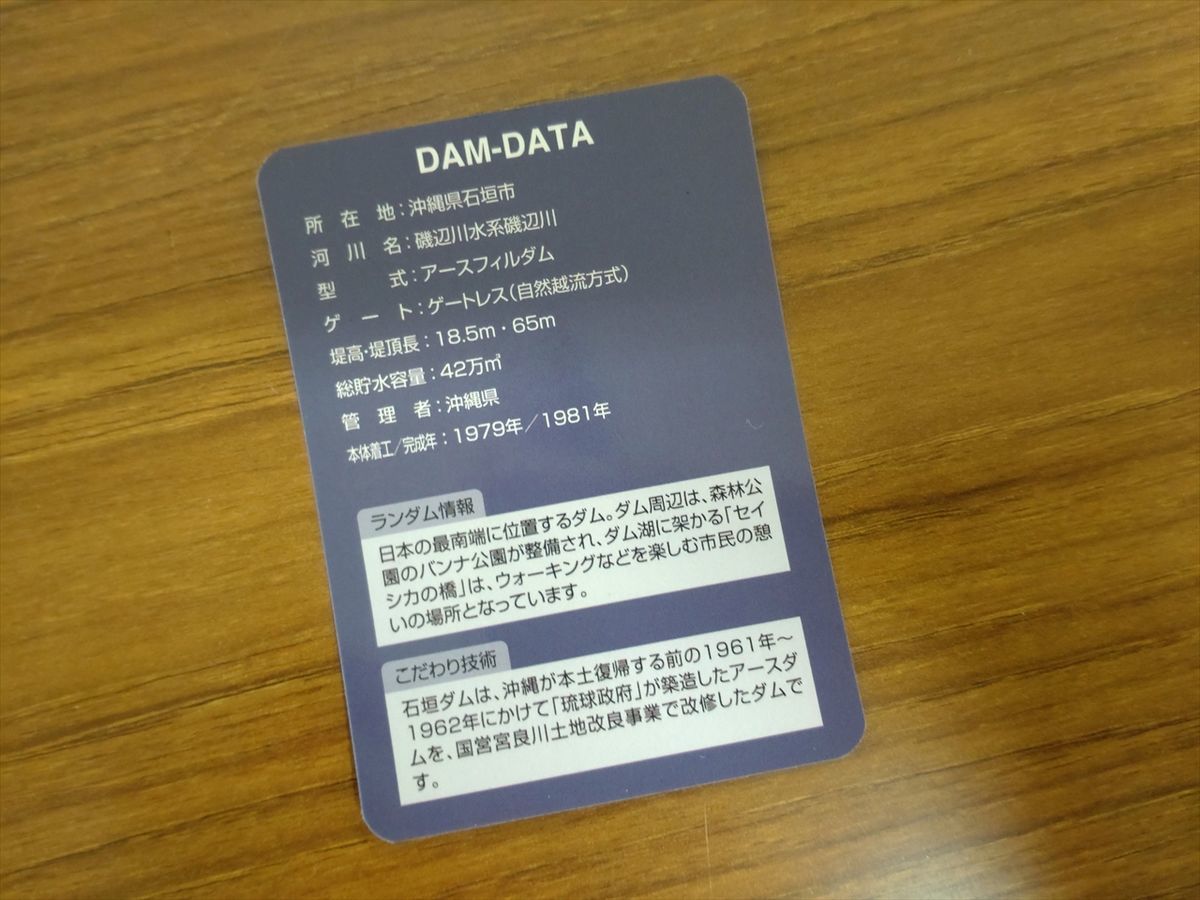 DAM-DATA
所在地：沖縄県石垣市
河川名：磯辺川水系磯辺川
型式：アースフィルダム
ゲート：ゲートレス（自然越流方式）
堤高・堤頂長：18.5m・65m
総貯水容量：42万㎥
管理者：沖縄県
本体着工／完成年：1979年／1981年
ランダム情報
日本の最南端に位置するダム。ダム周辺は、森林公
園のバンナ公園が整備され、ダム湖に架かる「セイ
シカの橋」は、ウォーキングなどを楽しむ市民の憩
いの場所となっています。
こだわり技術
石垣ダムは、沖縄が本土復帰する前の1961年～
1962年にかけて「琉球政府」が築造したアースダ
ムを、国営宮良川土地改良事業で改修したダムで
す。